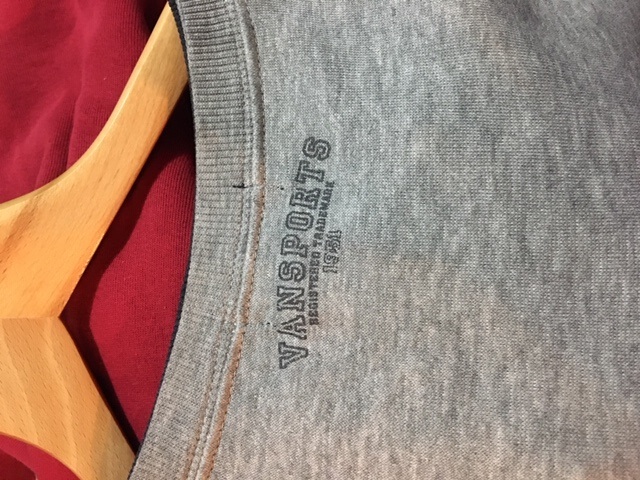 VANSPORTS
REGISTERED TRADEMARK
1951